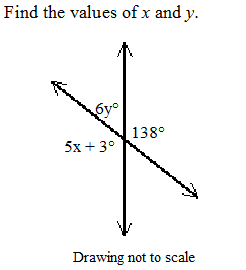 Find the values of x and y.
6y°
138°
5x + 3°
Drawing not to scale